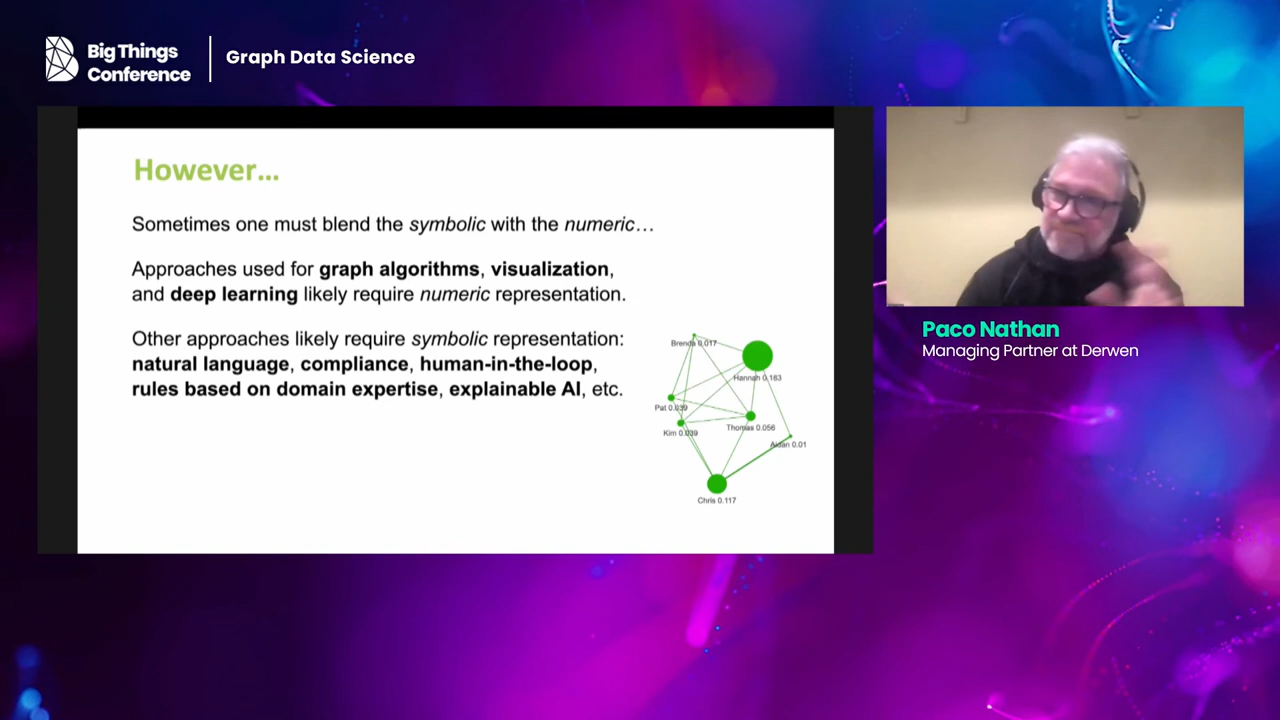 Big Things
Conference
Graph Data Science
However...
Sometimes one must blend the symbolic with the numeric…
Approaches used for graph algorithms, visualization,
and deep learning likely require numeric representation.
Other approaches likely require symbolic representation:
natural language, compliance, human-in-the-loop,
rules based on domain expertise, explainable AI, etc.
Brenda 0.017
Hannah 0.163
Pat 0.039
Thomas 0.056
Kim 0.039
Aidan 0.01
Chris 0.117
Paco Nathan
Managing Partner at Derwen